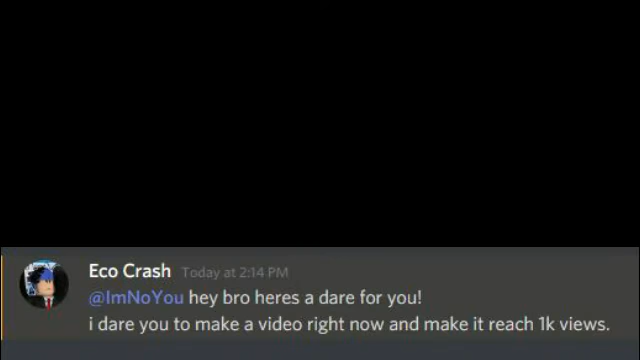 Eco Crash Today at 2:14 PM
@ImNoYou hey bro heres a dare for you!
i dare you to make a video right now and make it reach 1k views.